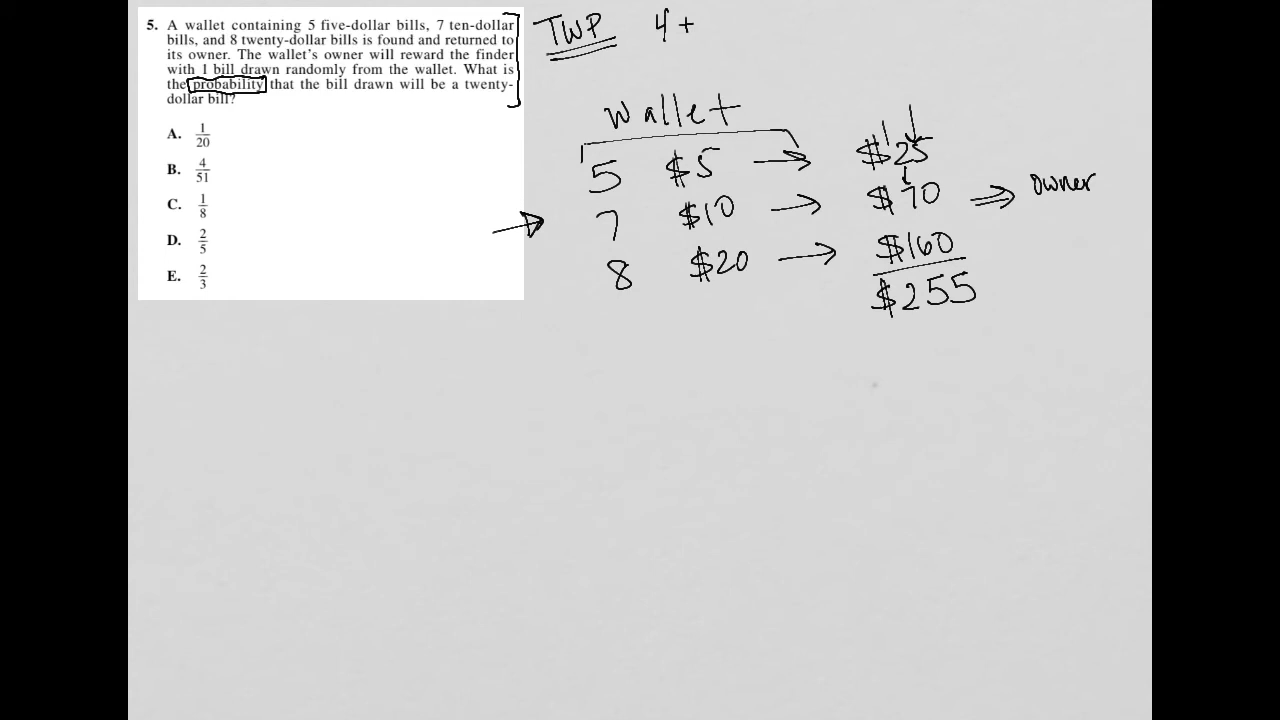 5. A wallet containing 5 five-dollar bills, 7 ten-dollar
bills, and 8 twenty-dollar bills is found and returned to
its owner. The wallet's owner will reward the finder
with 1 bill drawn randomly from the wallet. What is
the probability that the bill drawn will be a twenty-
dollar bill?
A. 1/20
B. 4/51
C. 1/8
D. 2/5
E. 2/3
TWP 4+
Wallet
5 $5 → $25
7 $10 → $70 ⇒ owner
8 $20 → $160
$255